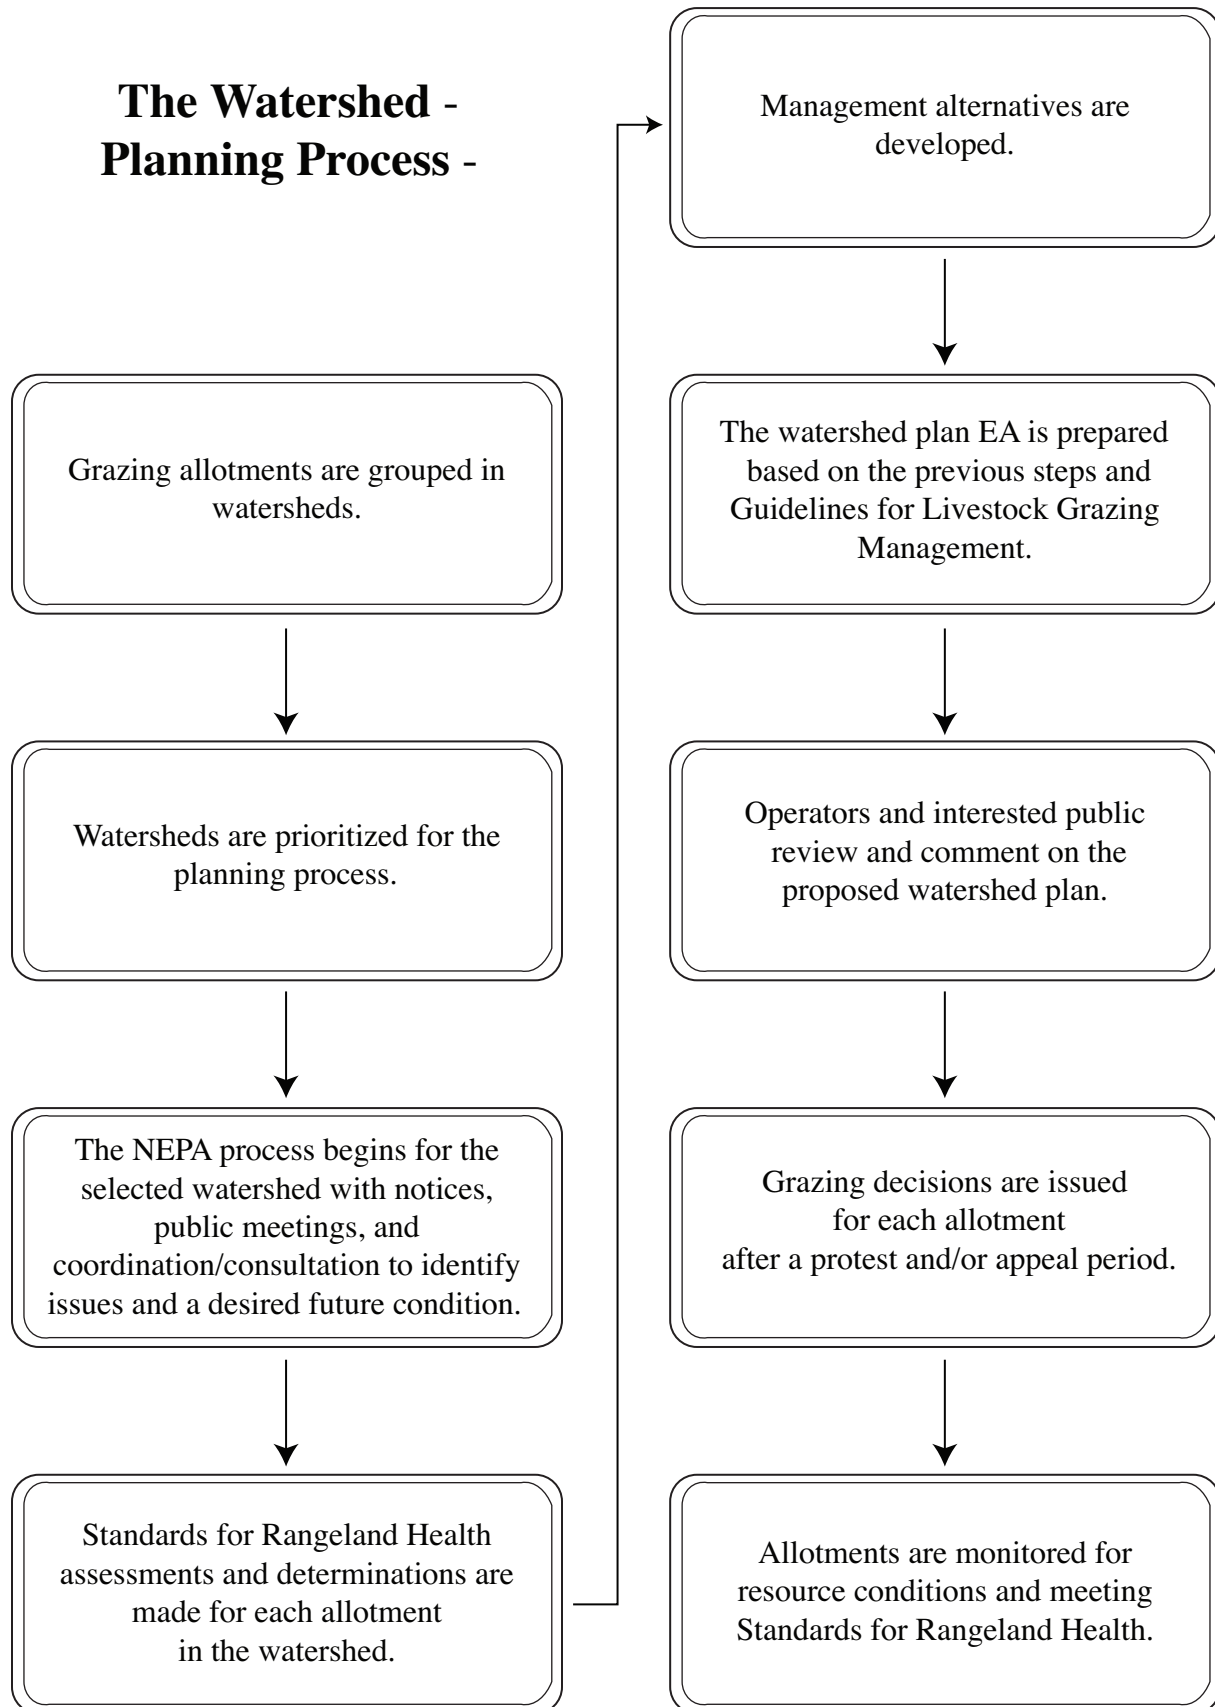 The Watershed -
Planning Process -
Grazing allotments are grouped in
watersheds.
Watersheds are prioritized for the
planning process.
The NEPA process begins for the
selected watershed with notices,
public meetings, and
coordination/consultation to identify
issues and a desired future condition.
Standards for Rangeland Health
assessments and determinations are
made for each allotment
in the watershed.
Management alternatives are
developed.
The watershed plan EA is prepared
based on the previous steps and
Guidelines for Livestock Grazing
Management.
Operators and interested public
review and comment on the
proposed watershed plan.
Grazing decisions are issued
for each allotment
after a protest and/or appeal period.
Allotments are monitored for
resource conditions and meeting
Standards for Rangeland Health.